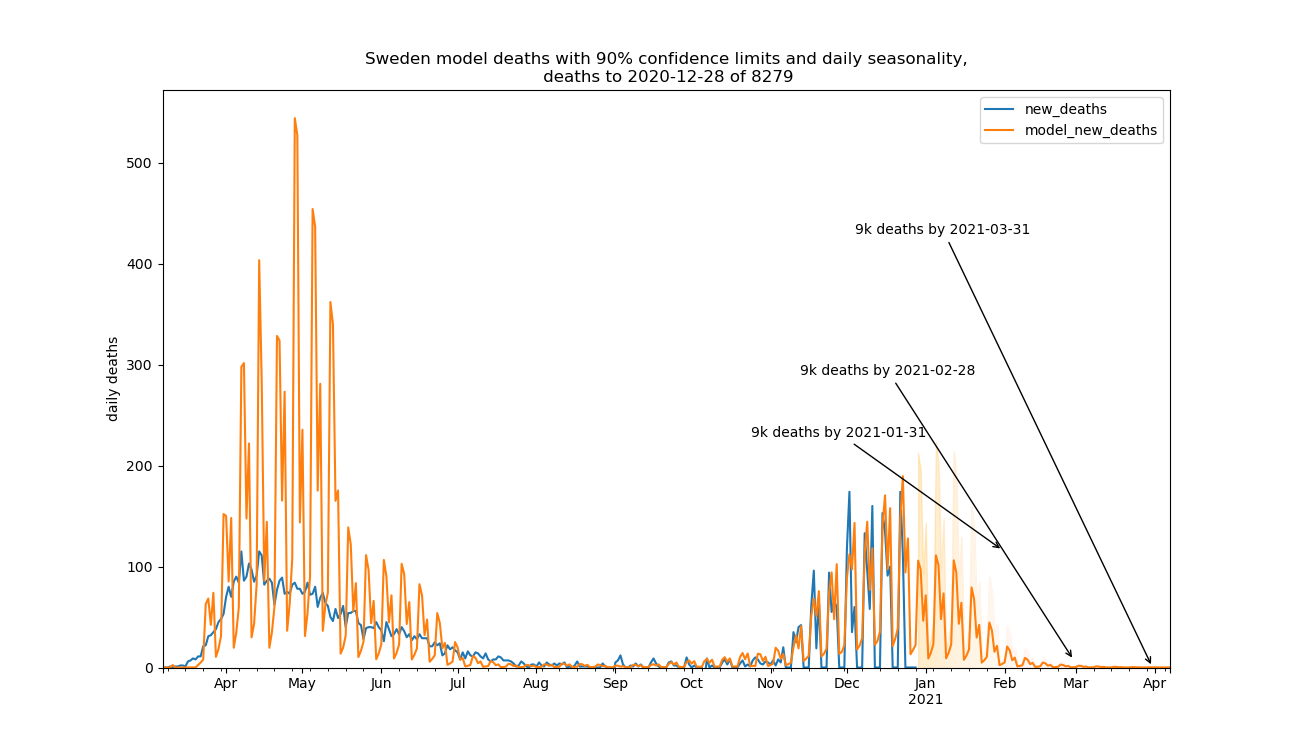 Sweden model deaths with 90% confidence limits and daily seasonality,
deaths to 2020-12-28 of 8279
new_deaths
model_new_deaths
500
400
300
200
100
0
daily deaths
9k deaths by 2021-03-31
9k deaths by 2021-02-28
9k deaths by 2021-01-31
Apr May Jun Jul Aug Sep Oct Nov Dec Jan Feb Mar Apr
2021